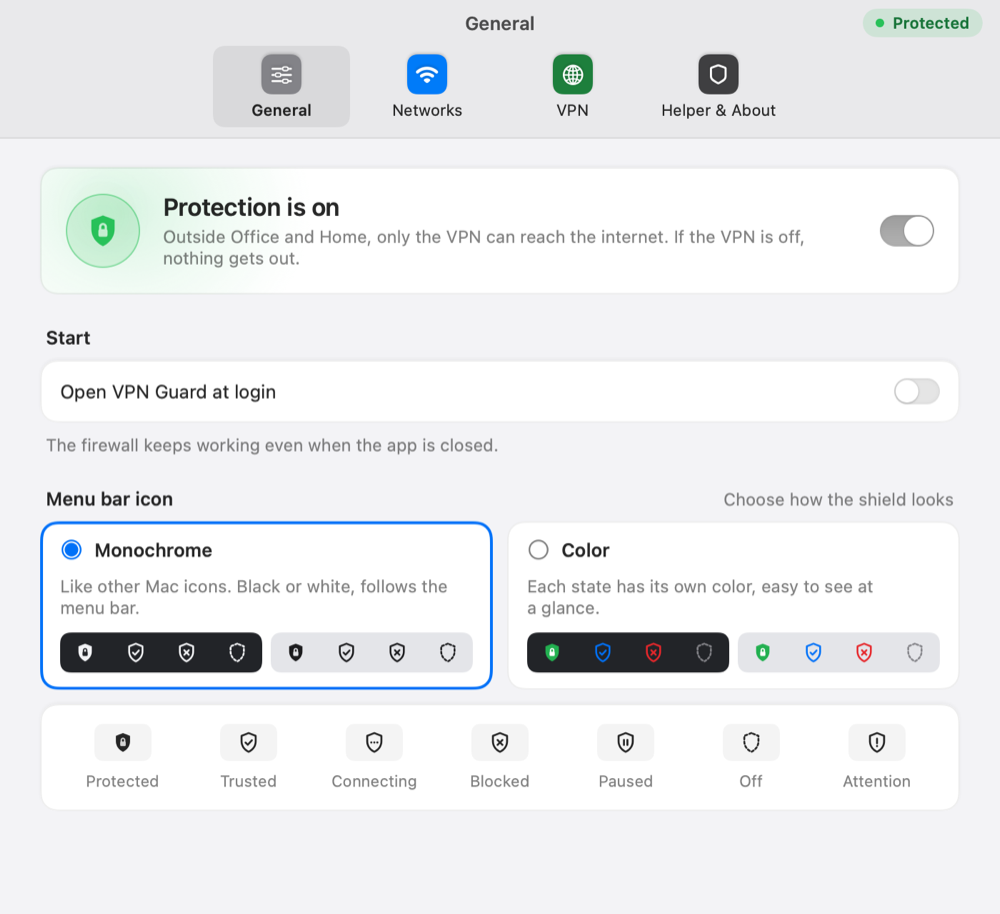 General
Protected
General
Networks
VPN
Helper & About
Protection is on
Outside Office and Home, only the VPN can reach the internet. If the VPN is off,
nothing gets out.
Start
Open VPN Guard at login
The firewall keeps working even when the app is closed.
Menu bar icon
Choose how the shield looks
Monochrome
Like other Mac icons. Black or white, follows the
menu bar.
Color
Each state has its own color, easy to see at
a glance.
Protected
Trusted
Connecting
Blocked
Paused
Off
Attention